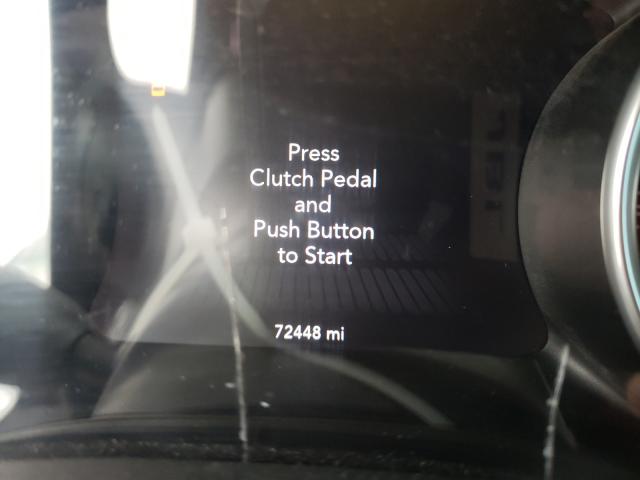 Press
Clutch Pedal
and
Push Button
to Start
72448 mi